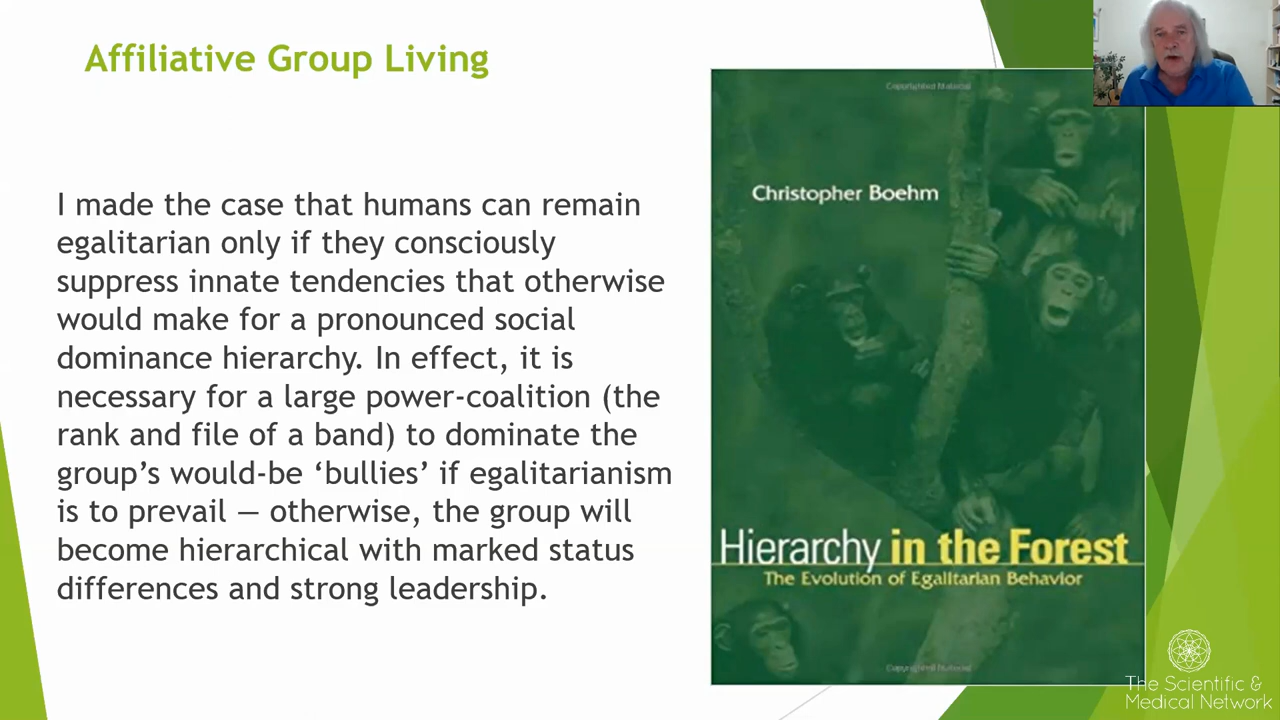 Affiliative Group Living
I made the case that humans can remain
egalitarian only if they consciously
suppress innate tendencies that otherwise
would make for a pronounced social
dominance hierarchy. In effect, it is
necessary for a large power-coalition (the
rank and file of a band) to dominate the
group’s would-be ‘bullies’ if egalitarianism
is to prevail — otherwise, the group will
become hierarchical with marked status
differences and strong leadership.
Copyrighted Material
Christopher Boehm
Hierarchy in the Forest
The Evolution of Egalitarian Behavior
Copyrighted Material
The Scientific &
Medical Network